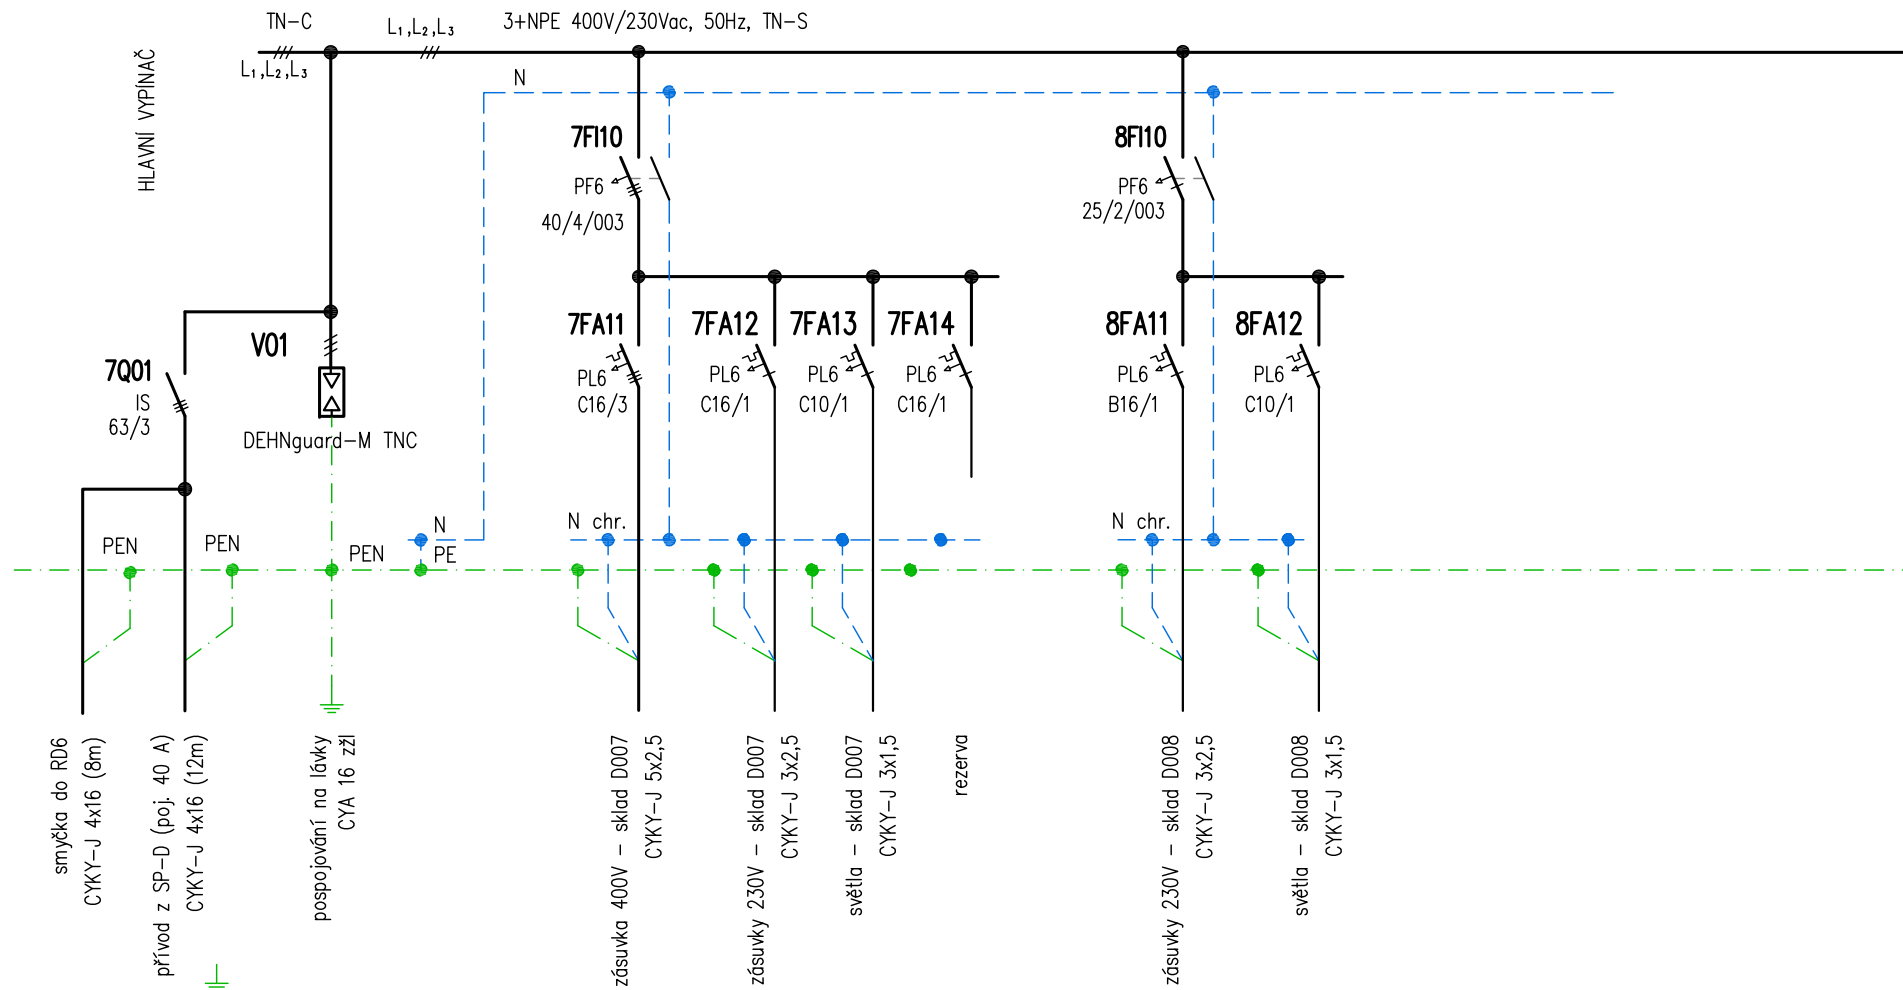 TN-C
L₁,L₂,L₃
3+NPE 400V/230Vac, 50Hz, TN-S
L₁,L₂,L₃
HLAVNÍ VYPÍNAČ
N
7FI10
PF6
40/4/003
8FI10
PF6
25/2/003
7Q01
IS
63/3
V01
DEHNguard-M TNC
7FA11
PL6
C16/3
7FA12
PL6
C16/1
7FA13
PL6
C10/1
7FA14
PL6
C16/1
8FA11
PL6
B16/1
8FA12
PL6
C10/1
PEN
PEN
PEN
N
PE
N chr.
N chr.
smyčka do RD6
CYKY-J 4x16 (8m)
přívod z SP-D (poj. 40 A)
CYKY-J 4x16 (12m)
pospojování na lávky
CYA 16 zžl
zásuvka 400V - sklad D007
CYKY-J 5x2,5
zásuvky 230V - sklad D007
CYKY-J 3x2,5
světla - sklad D007
CYKY-J 3x1,5
rezerva
zásuvky 230V - sklad D008
CYKY-J 3x2,5
světla - sklad D008
CYKY-J 3x1,5